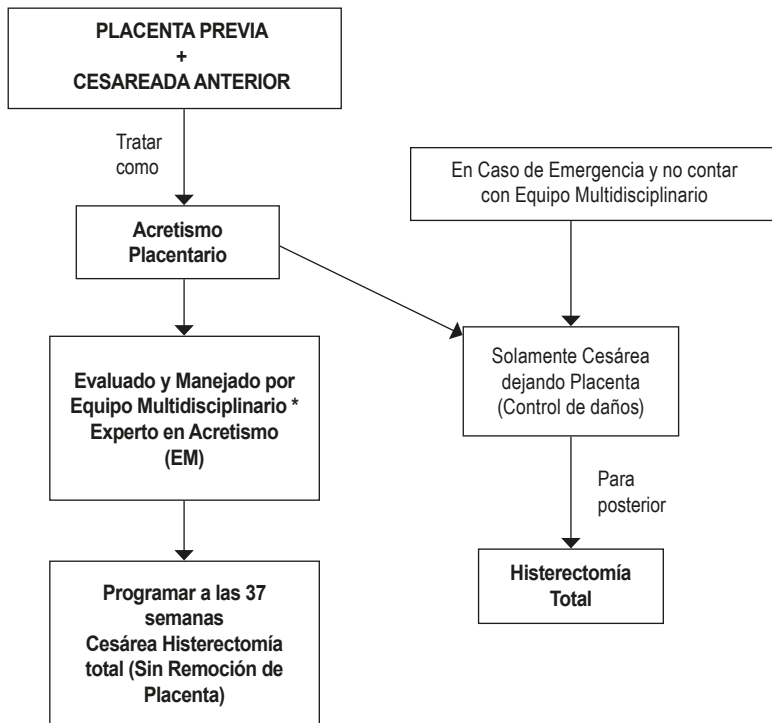 PLACENTA PREVIA
+
CESAREADA ANTERIOR
Tratar
como
Acretismo
Placentario
Evaluado y Manejado por
Equipo Multidisciplinario *
Experto en Acretismo
(EM)
Programar a las 37
semanas
Cesárea Histerectomía
total (Sin Remoción de
Placenta)
En Caso de Emergencia y no contar
con Equipo Multidisciplinario
Solamente Cesárea
dejando Placenta
(Control de daños)
Para
posterior
Histerectomía
Total